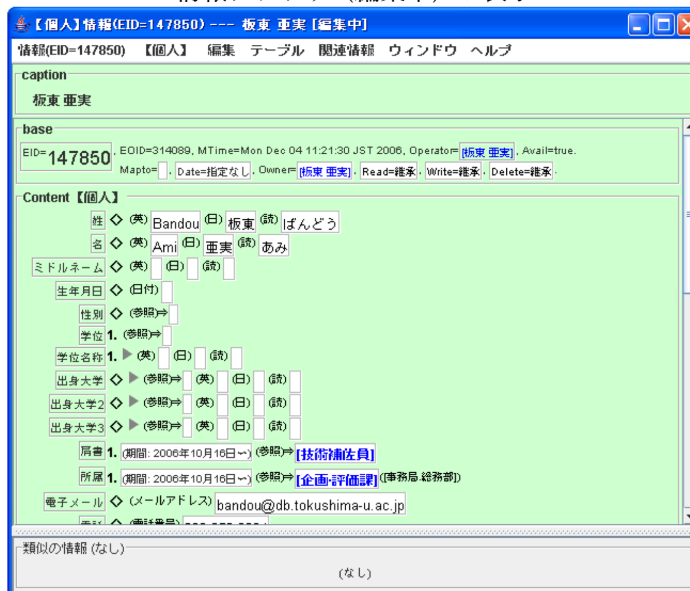 【個人】情報(EID=147850) --- 板東 亜実 [編集中]
情報(EID=147850) 【個人】 編集 テーブル 関連情報 ウィンドウ ヘルプ
caption
板東 亜実
base
EID=147850, EOID=314089, MTime=Mon Dec 04 11:21:30 JST 2006, Operator=[板東 亜実], Avail=true.
Mapto= , Date=指定なし, Owner=[板東 亜実], Read=継承, Write=継承, Delete=継承.
Content 【個人】
姓 ◇ (英) Bandou (日) 板東 (読) ばんどう
名 ◇ (英) Ami (日) 亜実 (読) あみ
ミドルネーム ◇ (英) (日) (読)
生年月日 ◇ (日付)
性別 ◇ (参照)⇒
学位 1. (参照)⇒
学位名称 1. ▶ (英) (日) (読)
出身大学 ◇ ▶ (参照)⇒ (英) (日) (読)
出身大学2 ◇ ▶ (参照)⇒ (英) (日) (読)
出身大学3 ◇ ▶ (参照)⇒ (英) (日) (読)
肩書 1. (期間: 2006年10月16日〜) (参照)⇒ [技術補佐員]
所属 1. (期間: 2006年10月16日〜) (参照)⇒ [企画・評価課] ([事務局.総務部])
電子メール ◇ (メールアドレス) bandou@db.tokushima-u.ac.jp
類似の情報 (なし)
(なし)